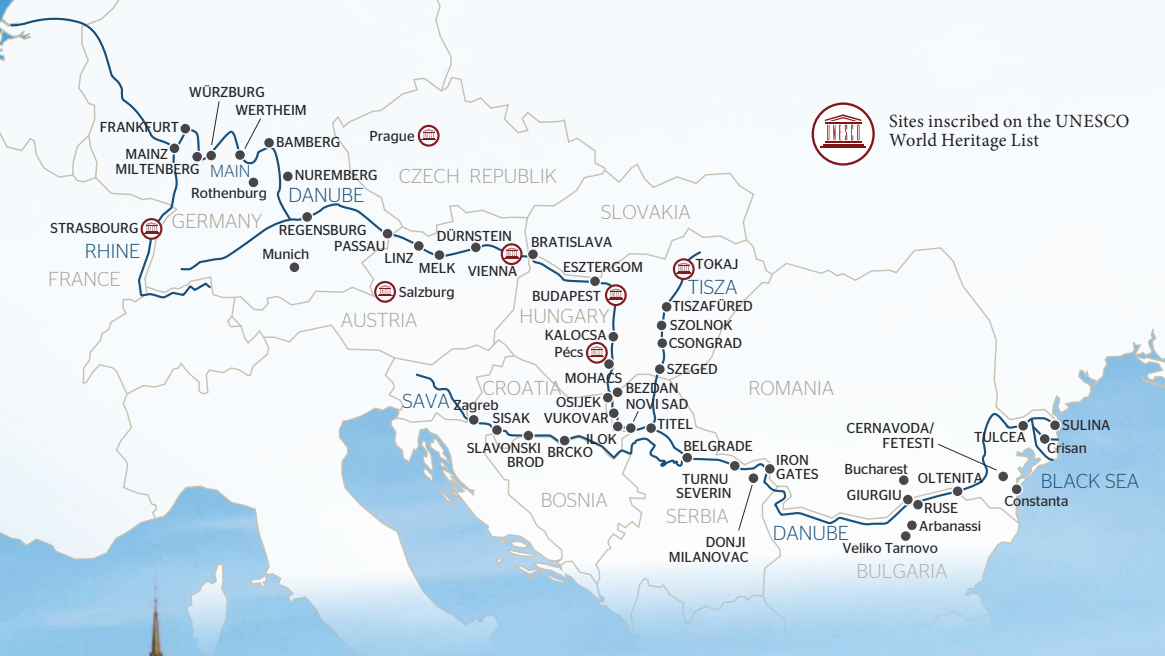 WÜRZBURG
WERTHEIM
FRANKFURT
MAINZ
MILTENBERG
MAIN
BAMBERG
Rothenburg
NUREMBERG
DANUBE
Prague
CZECH REPUBLIK
UNESCO
Sites inscribed on the UNESCO
World Heritage List
STRASBOURG
GERMANY
RHINE
FRANCE
REGENSBURG
PASSAU
Munich
LINZ
MELK
DÜRNSTEIN
VIENNA
BRATISLAVA
SLOVAKIA
Salzburg
AUSTRIA
ESZTERGOM
BUDAPEST
HUNGARY
TOKAJ
TISZA
TISZAFÜRED
SZOLNOK
CSONGRAD
SZEGED
KALOCSA
Pécs
MOHACS
CROATIA
BEZDAN
NOVI SAD
OSIJEK
VUKOVAR
ILOK
TITEL
ROMANIA
SAVA
Zagreb
SISAK
SLAVONSKI
BROD
BRCKO
BOSNIA
BELGRADE
TURNU
SEVERIN
IRON
GATES
SERBIA
DONJI
MILANOVAC
DANUBE
CERNAVODA/
FETESTI
TULCEA
SULINA
Crisan
BLACK SEA
Bucharest
OLTENITA
GIURGIU
RUSE
Constanta
Arbanassi
Veliko Tarnovo
BULGARIA